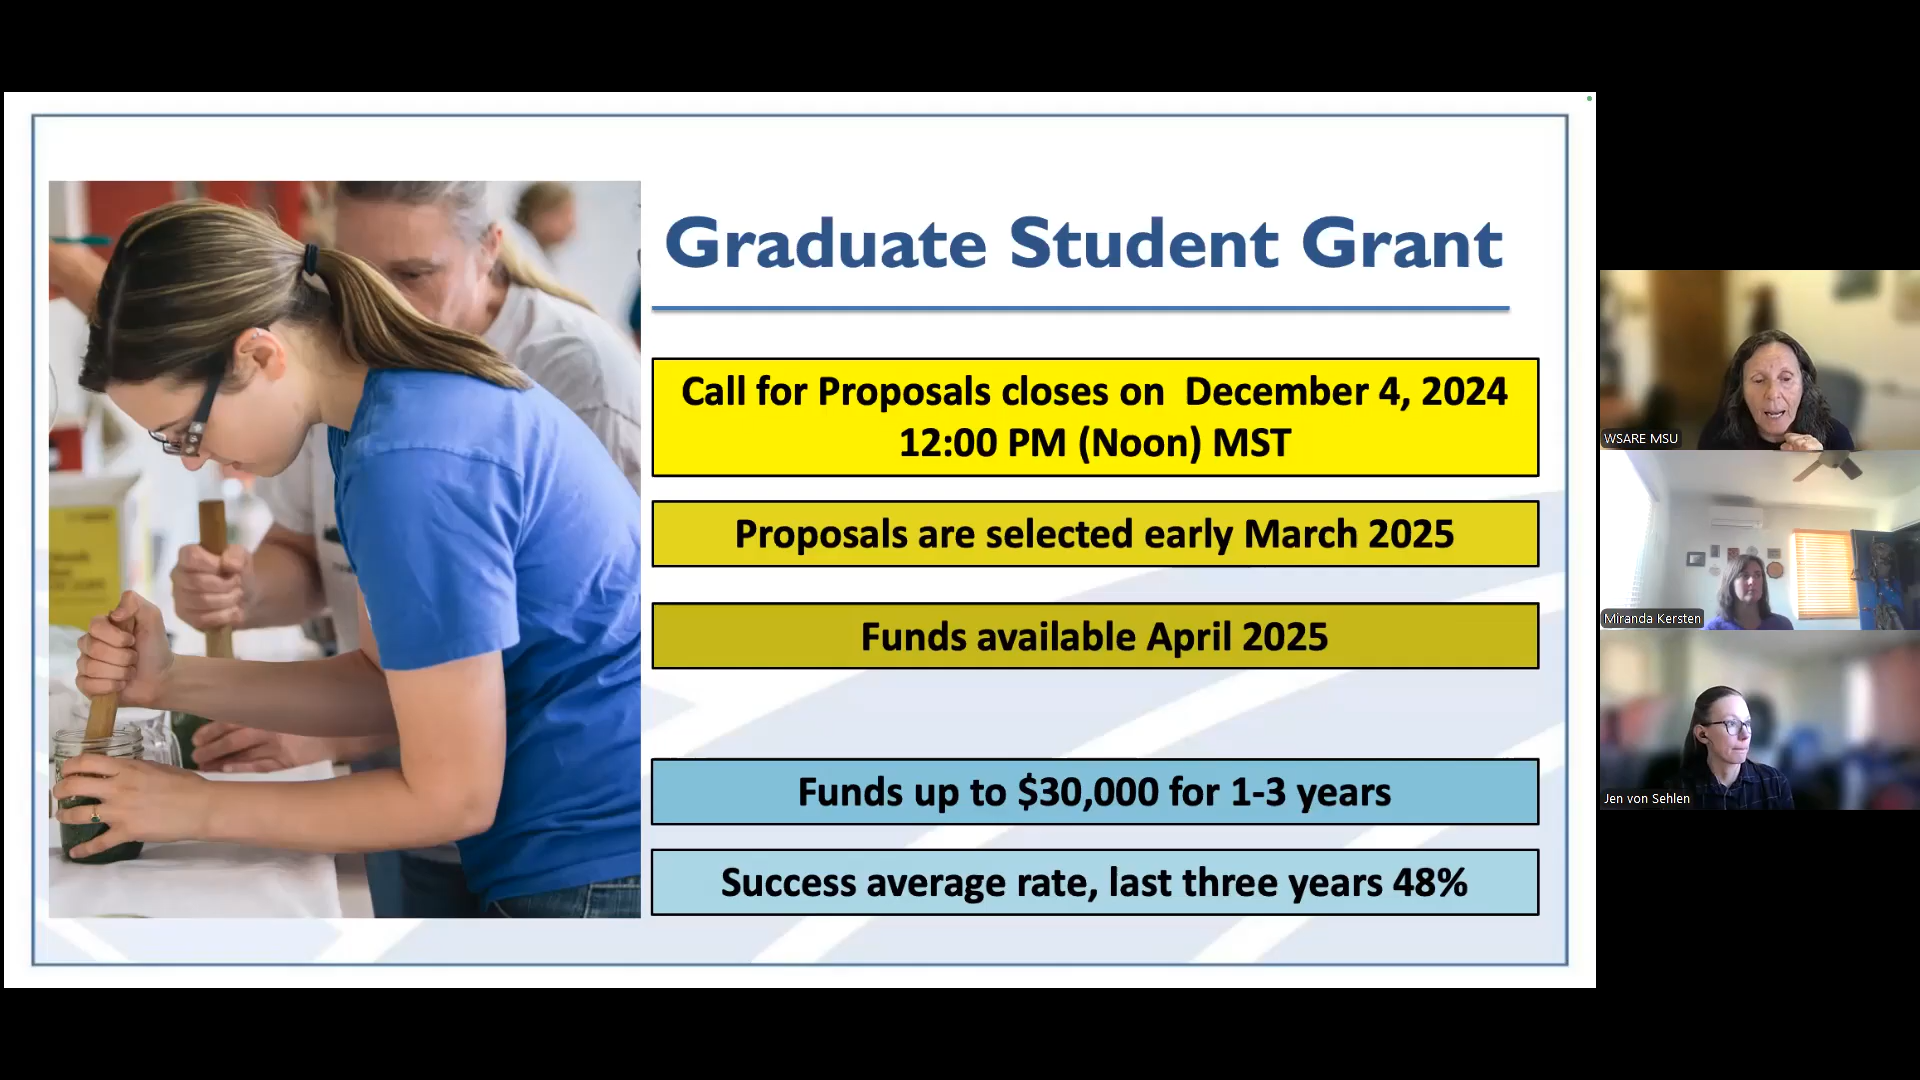 Graduate Student Grant
Call for Proposals closes on December 4, 2024
12:00 PM (Noon) MST
Proposals are selected early March 2025
Funds available April 2025
Funds up to $30,000 for 1-3 years
Success average rate, last three years 48%
WSARE MSU
Miranda Kersten
Jen von Sehlen